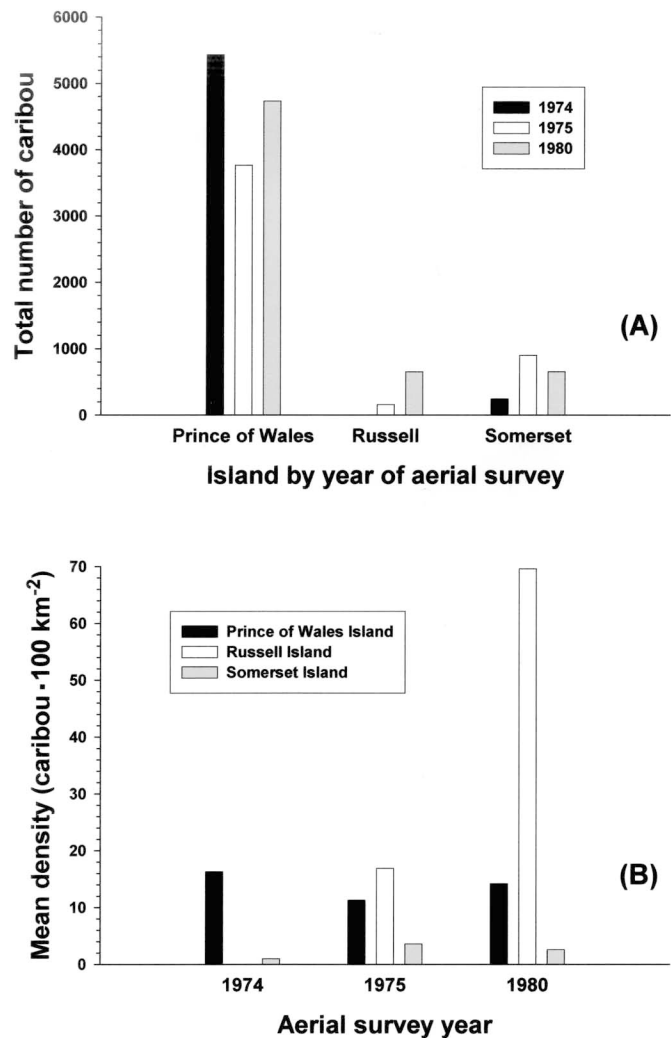 6000
5000
4000
3000
2000
1000
0
Total number of caribou
1974
1975
1980
(A)
Prince of Wales Russell Somerset
Island by year of aerial survey
70
60
50
40
30
20
10
0
Mean density (caribou · 100 km⁻²)
Prince of Wales Island
Russell Island
Somerset Island
(B)
1974 1975 1980
Aerial survey year